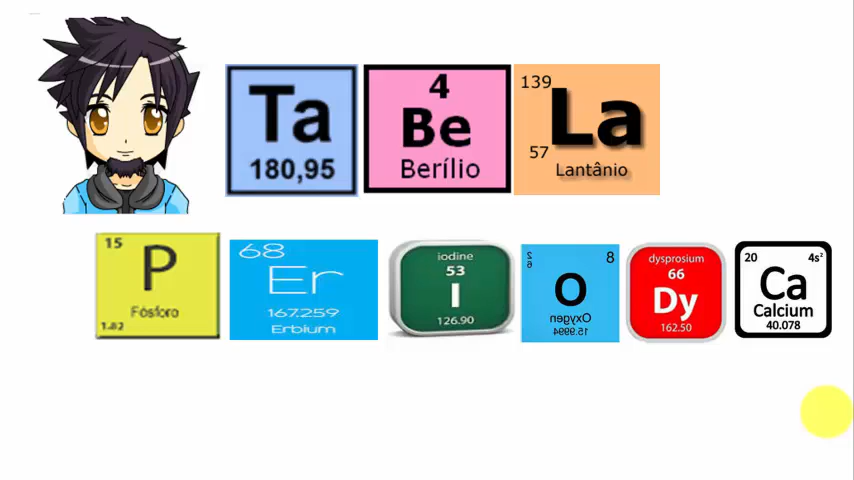 Ta
180,95
4
Be
Berílio
139
La
57
Lantânio
15
P
Fósforo
1.82
68
Er
167.259
Erbium
iodine
53
I
126.90
2
6
8
O
Oxygen
15.9994
dysprosium
66
Dy
162.50
20 4s²
Ca
Calcium
40.078